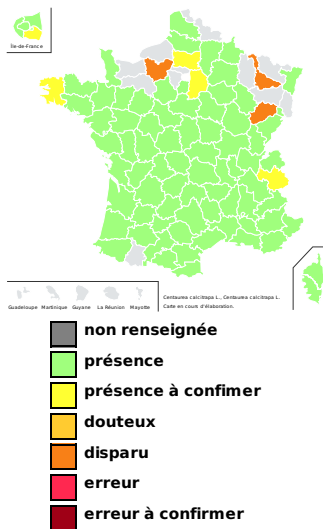 Île-de-France
Guadeloupe Martinique Guyane La Réunion Mayotte
Centaurea calcitrapa L., Centaurea calcitrapa L.
Carte en cours d'élaboration.
non renseignée
présence
présence à confimer
douteux
disparu
erreur
erreur à confirmer